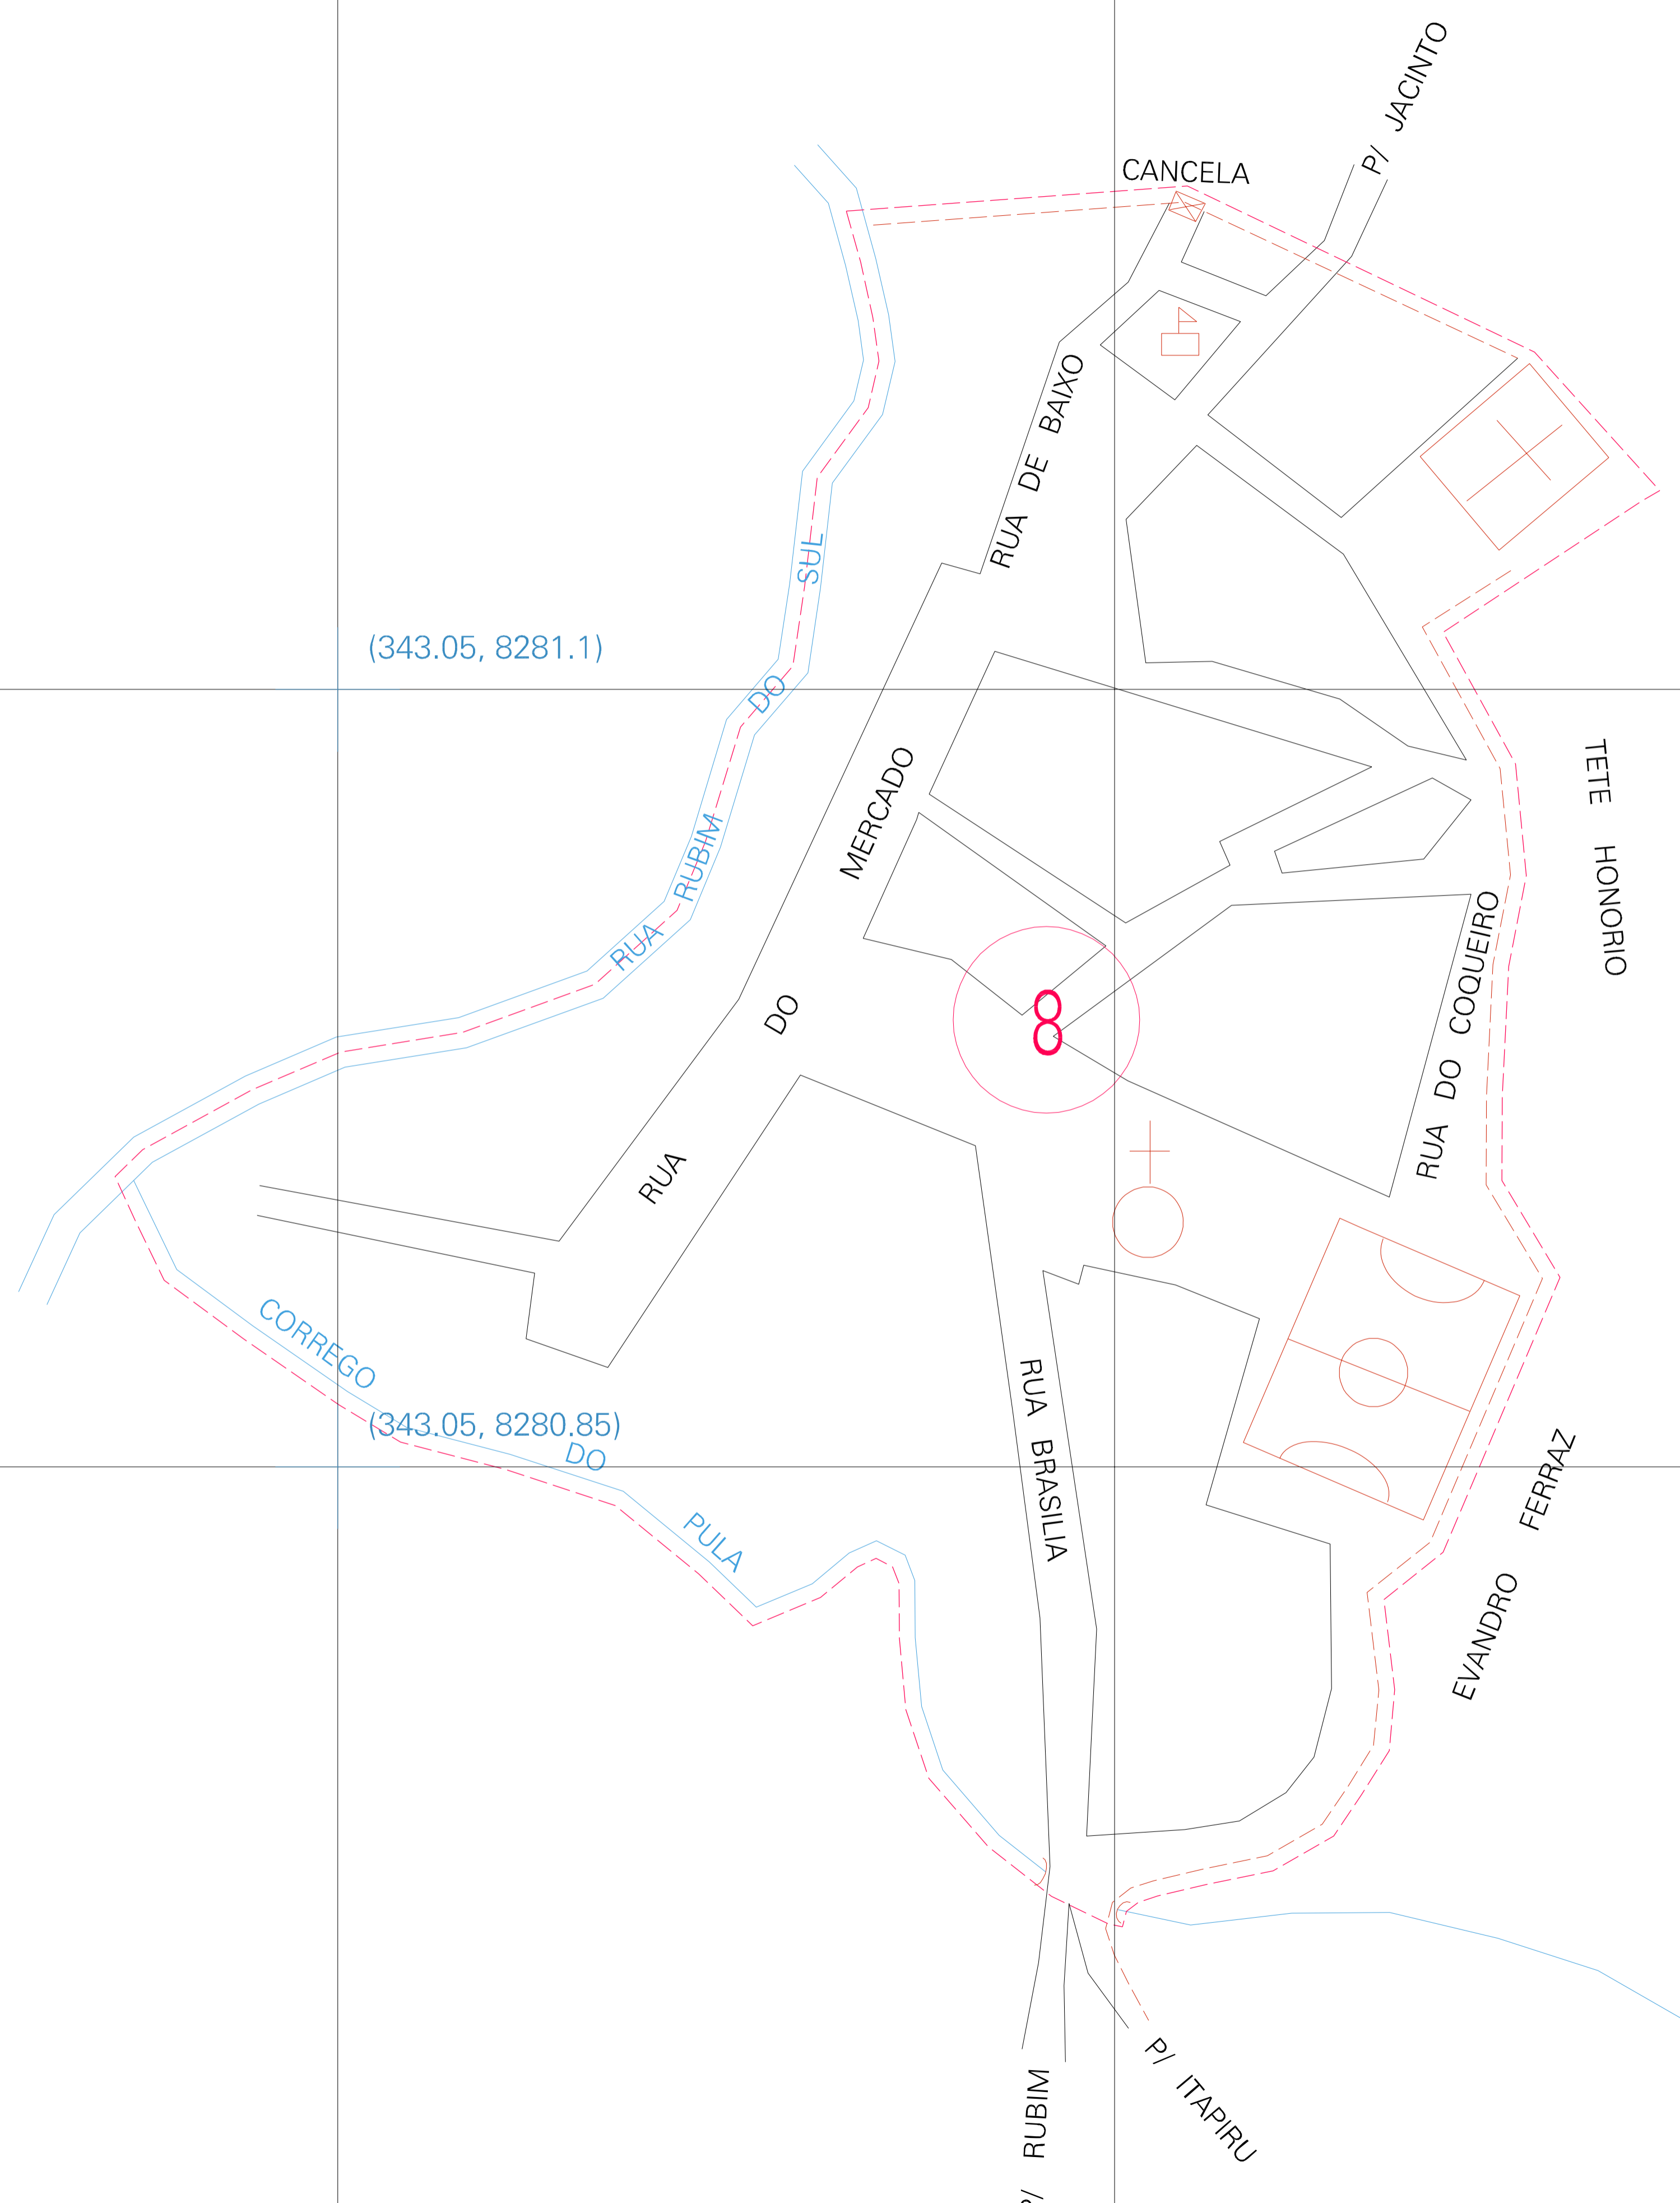 P/ JACINTO
CANCELA
RUA DE BAIXO
RUA RUBIM DO SUL
(343.05, 8281.1)
TETE HONORIO
RUA DO MERCADO
8
RUA DO COQUEIRO
CORREGO DO PULA
(343.05, 8280.85)
RUA BRASILIA
EVANDRO FERRAZ
P/ RUBIM
P/ ITAPIRU